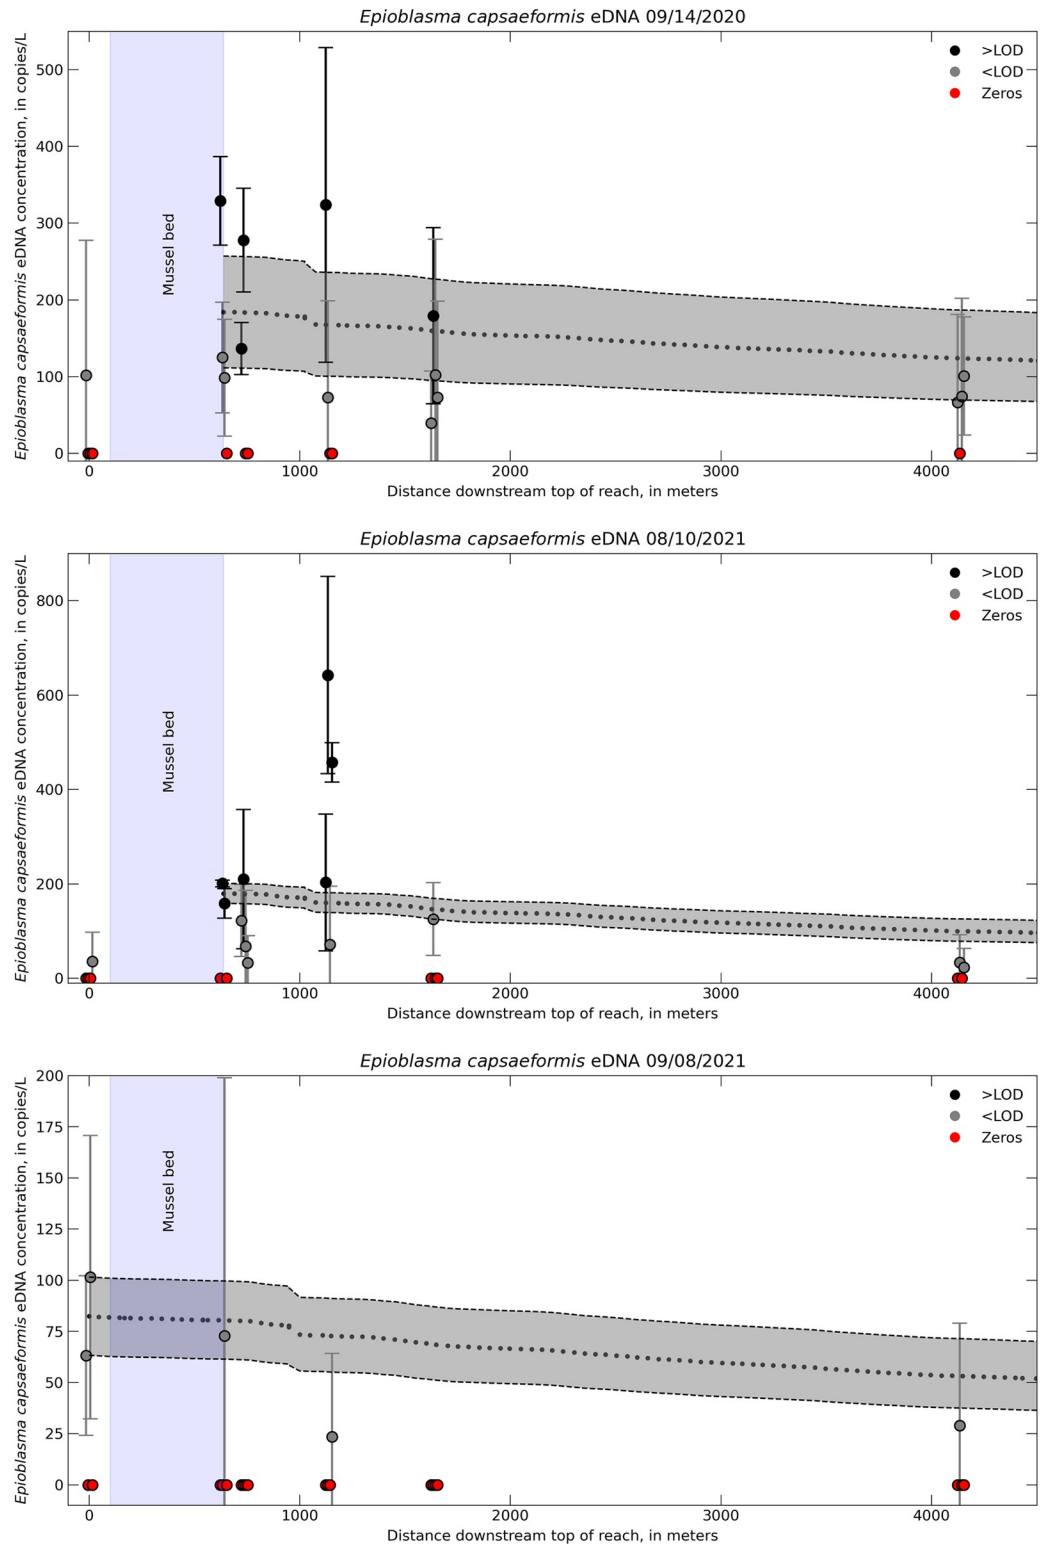 Epioblasma capsaeformis eDNA 09/14/2020
Epioblasma capsaeformis eDNA concentration, in copies/L
500
400
300
200
100
0
Mussel bed
>LOD
<LOD
Zeros
0 1000 2000 3000 4000
Distance downstream top of reach, in meters
Epioblasma capsaeformis eDNA 08/10/2021
Epioblasma capsaeformis eDNA concentration, in copies/L
800
600
400
200
0
Mussel bed
>LOD
<LOD
Zeros
0 1000 2000 3000 4000
Distance downstream top of reach, in meters
Epioblasma capsaeformis eDNA 09/08/2021
Epioblasma capsaeformis eDNA concentration, in copies/L
200
175
150
125
100
75
50
25
0
Mussel bed
>LOD
<LOD
Zeros
0 1000 2000 3000 4000
Distance downstream top of reach, in meters